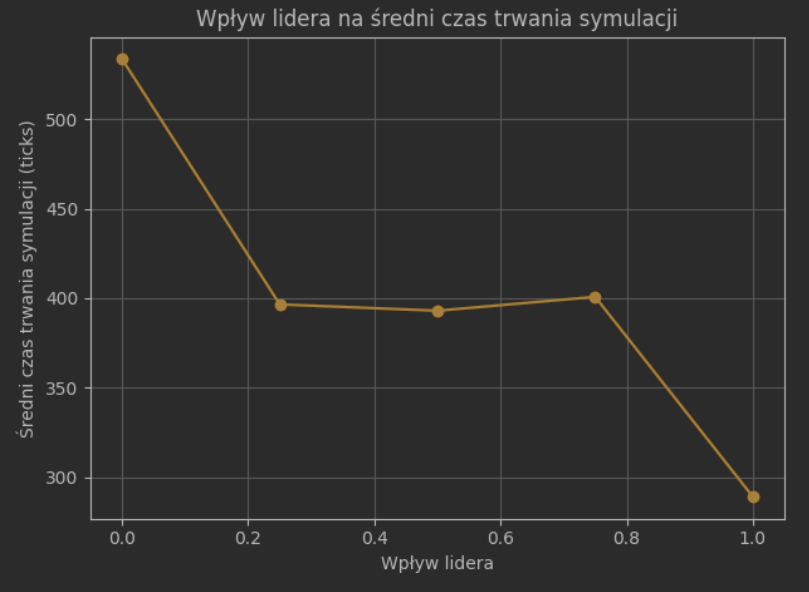 Wpływ lidera na średni czas trwania symulacji
Średni czas trwania symulacji (ticks)
500
450
400
350
300
0.0 0.2 0.4 0.6 0.8 1.0
Wpływ lidera